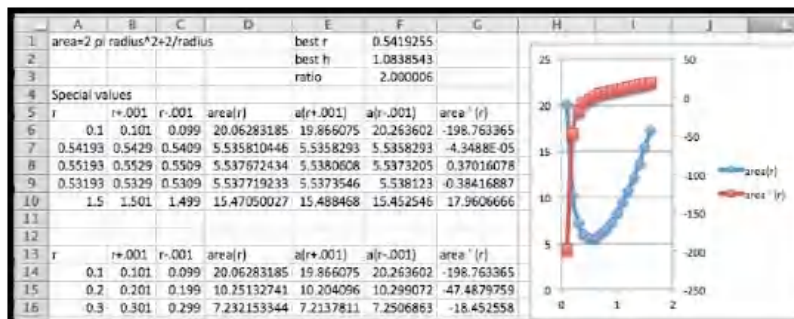 A B C D E F G H I J
1 area=2 pi radius^2+2/radius best r 0.5419255
2 best h 1.0838543
3 ratio 2.000006
4 Special values
5 r r+.001 r-.001 area(r) a(r+.001) a(r-.001) area '(r)
6 0.1 0.101 0.099 20.06283185 19.866075 20.263602 -198.763365
7 0.54193 0.5429 0.5409 5.535810446 5.5358293 5.5358293 -4.3488E-05
8 0.55193 0.5529 0.5509 5.537672434 5.5380608 5.5373205 0.37016078
9 0.53193 0.5329 0.5309 5.537719233 5.5373546 5.538123 -0.38416887
10 1.5 1.501 1.499 15.47050027 15.488468 15.452546 17.9606666
11
12
13 r r+.001 r-.001 area(r) a(r+.001) a(r-.001) area '(r)
14 0.1 0.101 0.099 20.06283185 19.866075 20.263602 -198.763365
15 0.2 0.201 0.199 10.25132741 10.204096 10.299072 -47.4879759
16 0.3 0.301 0.299 7.232153344 7.2137811 7.2506863 -18.452558
25 50
20 0
15 -50
10 -100
area(r)
-150
area '(r)
5 -200
0 -250
0 1 2